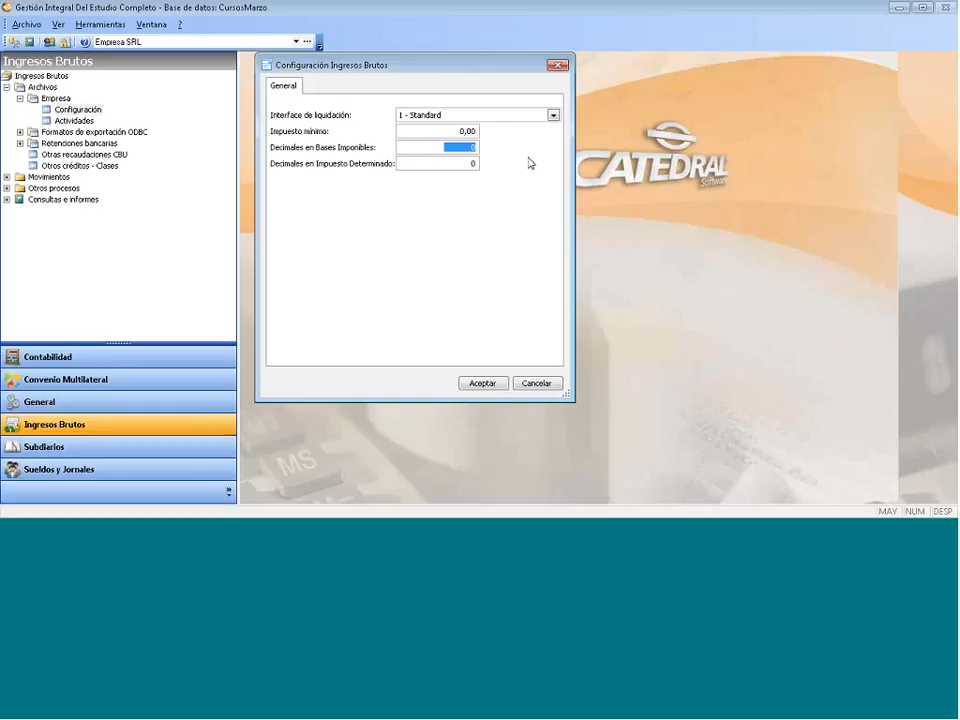 Gestión Integral Del Estudio Completo - Base de datos: CursosMarzo
Archivo Ver Herramientas Ventana ?
Empresa SRL
Ingresos Brutos
Ingresos Brutos
Archivos
Empresa
Configuración
Actividades
Formatos de exportación ODBC
Retenciones bancarias
Otras recaudaciones CBU
Otros créditos - Clases
Movimientos
Otros procesos
Consultas e informes
Contabilidad
Convenio Multilateral
General
Ingresos Brutos
Subdiarios
Sueldos y Jornales
Configuración Ingresos Brutos
General
Interface de liquidación: 1 - Standard
Impuesto mínimo: 0,00
Decimales en Bases Imponibles: 0
Decimales en Impuesto Determinado: 0
Aceptar Cancelar
CATEDRAL
Software
MS
MAY NUM DESP